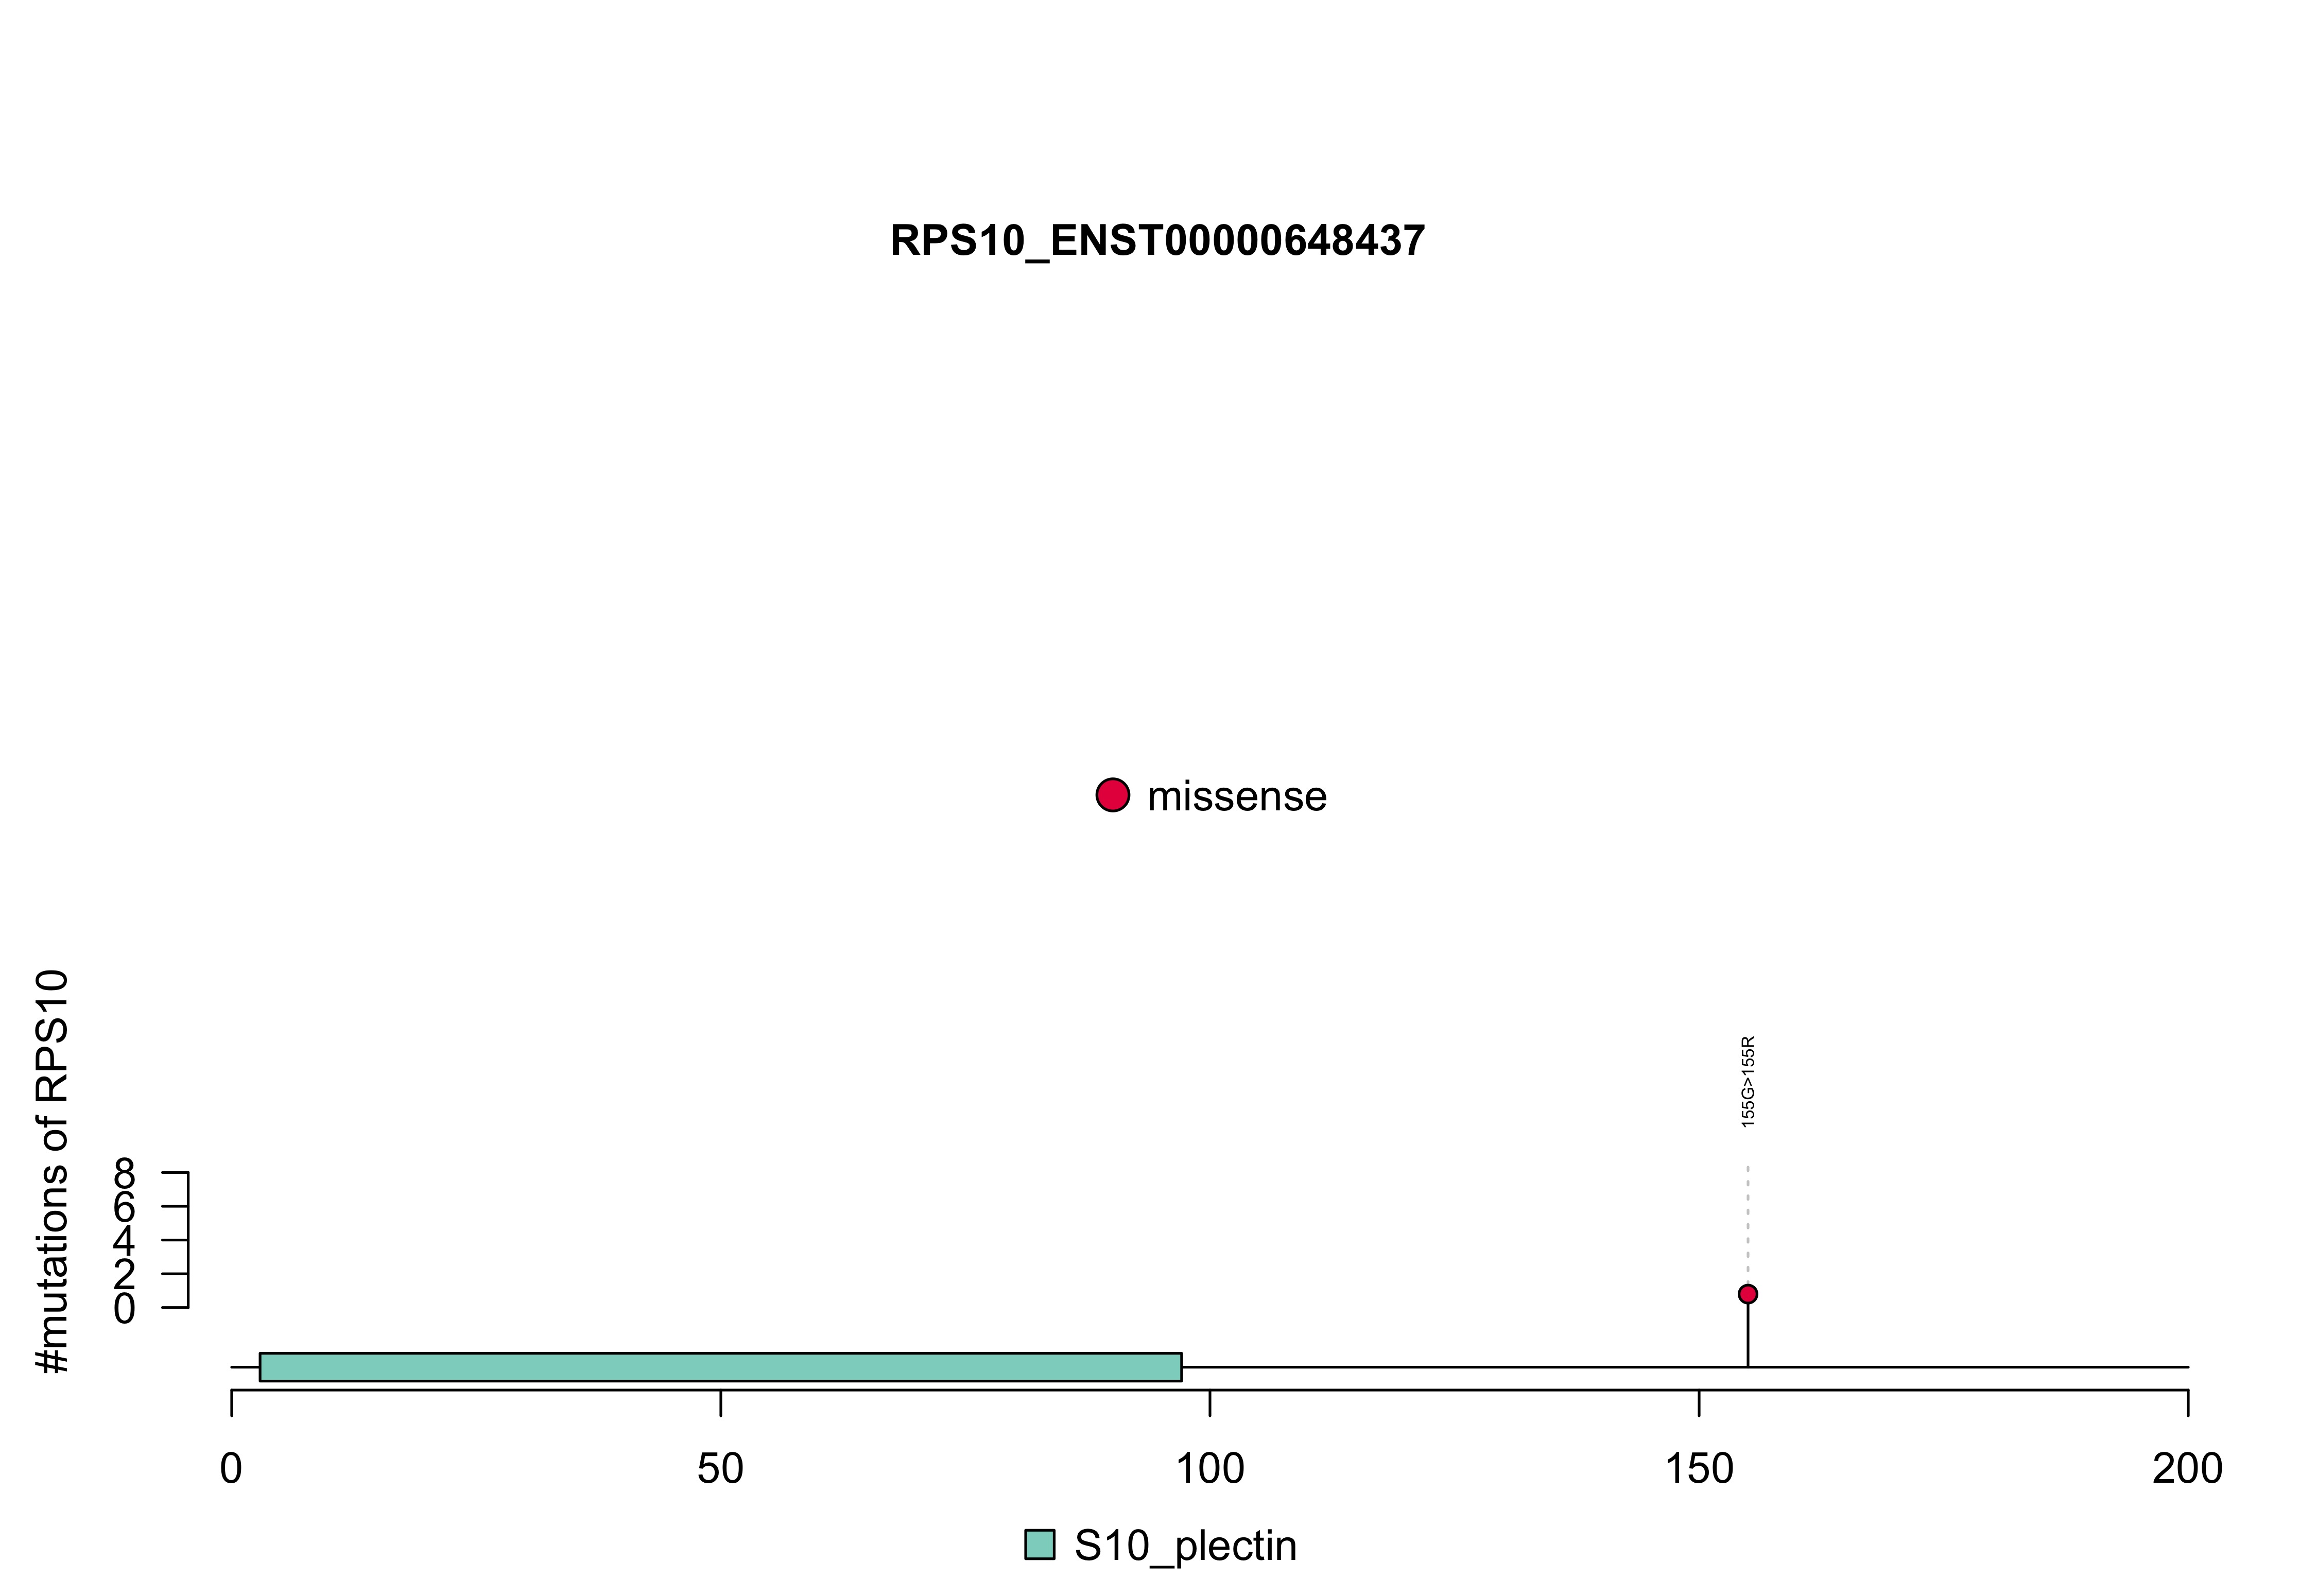 RPS10_ENST00000648437
missense
#mutations of RPS10
155G>155R
8
6
4
2
0
0 50 100 150 200
S10_plectin